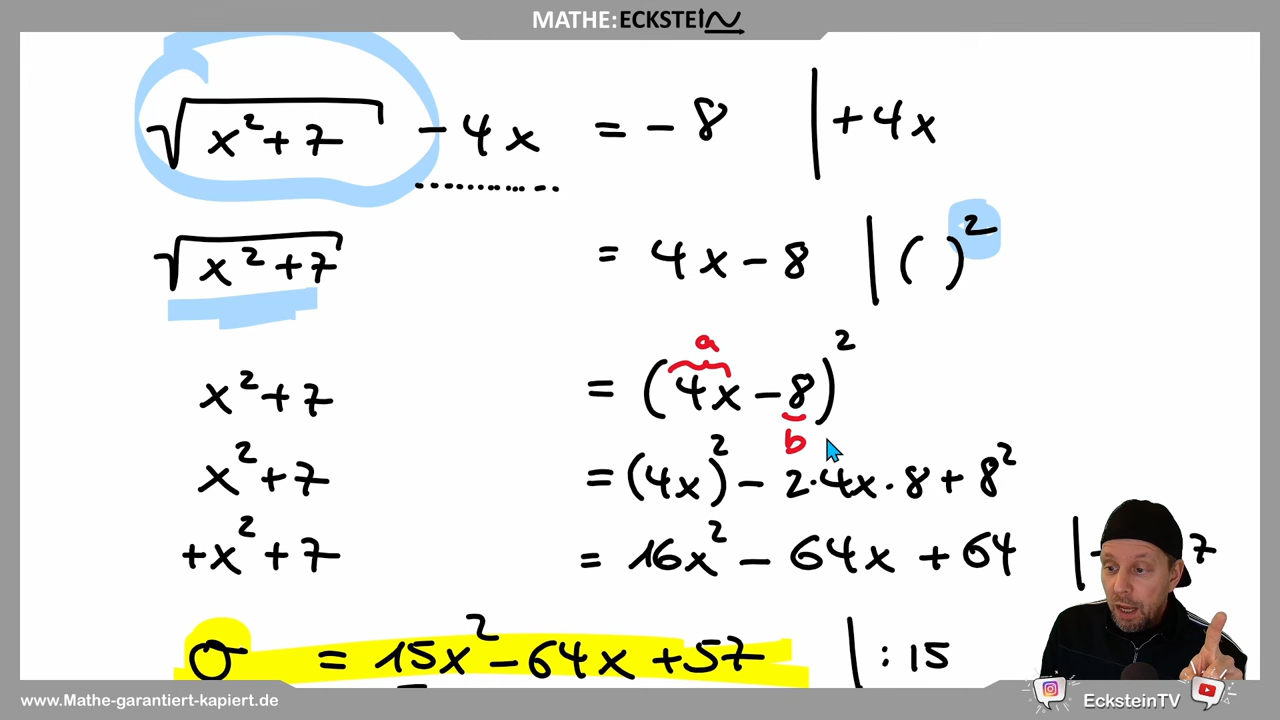 MATHE:ECKSTEIN
√(x²+7) - 4x = -8 | +4x
√(x²+7) = 4x - 8 | ( )²
a
x²+7 = (4x - 8)²
b
x²+7 = (4x)² - 2·4x·8 + 8²
+x²+7 = 16x² - 64x + 64 | - 7
0 = 15x² - 64x + 57 | : 15
www.Mathe-garantiert-kapiert.de
EcksteinTV